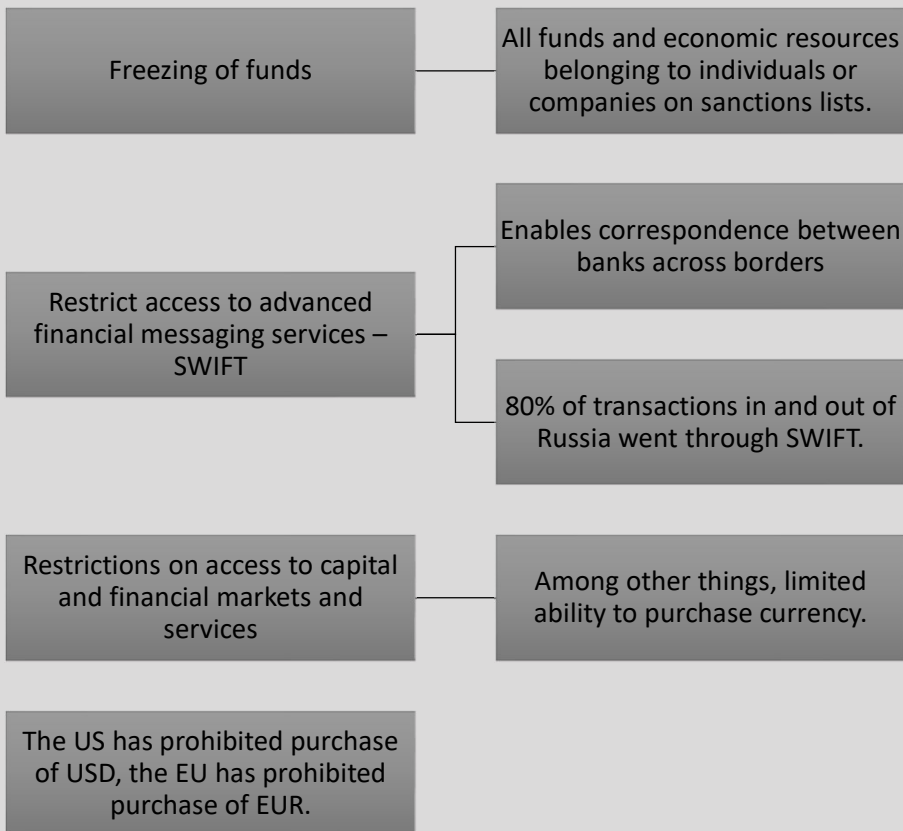 Freezing of funds
All funds and economic resources
belonging to individuals or
companies on sanctions lists.
Restrict access to advanced
financial messaging services –
SWIFT
Enables correspondence between
banks across borders
80% of transactions in and out of
Russia went through SWIFT.
Restrictions on access to capital
and financial markets and
services
Among other things, limited
ability to purchase currency.
The US has prohibited purchase
of USD, the EU has prohibited
purchase of EUR.